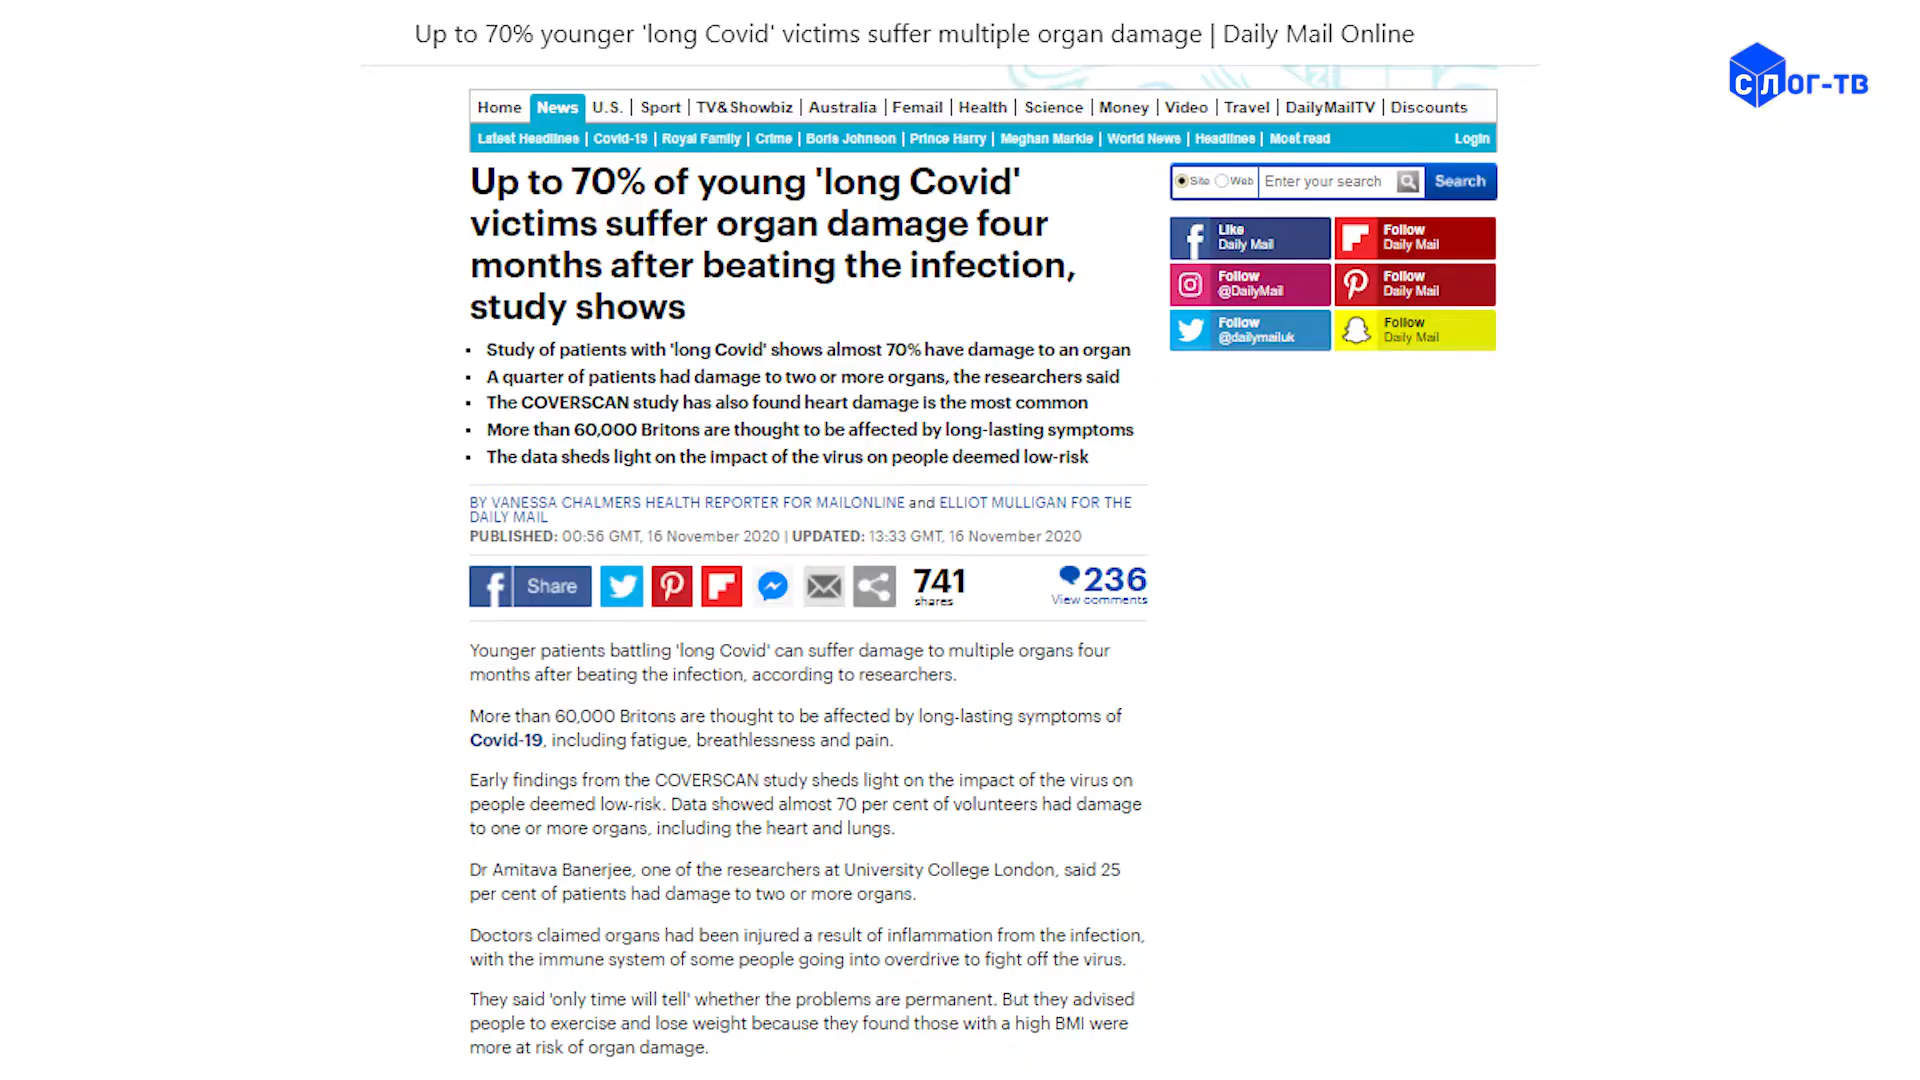 Up to 70% younger 'long Covid' victims suffer multiple organ damage | Daily Mail Online
слог-тв
Home News U.S. | Sport | TV&Showbiz | Australia | Femail | Health | Science | Money | Video | Travel | DailyMailTV | Discounts
Latest Headlines | Covid-19 | Royal Family | Crime | Boris Johnson | Prince Harry | Meghan Markle | World News | Headlines | Most read Login
Up to 70% of young 'long Covid'
victims suffer organ damage four
months after beating the infection,
study shows
Site Web Enter your search Search
Like
Daily Mail
Follow
Daily Mail
Follow
@DailyMail
Follow
Daily Mail
Follow
@dailymailuk
Follow
Daily Mail
▪ Study of patients with 'long Covid' shows almost 70% have damage to an organ
▪ A quarter of patients had damage to two or more organs, the researchers said
▪ The COVERSCAN study has also found heart damage is the most common
▪ More than 60,000 Britons are thought to be affected by long-lasting symptoms
▪ The data sheds light on the impact of the virus on people deemed low-risk
BY VANESSA CHALMERS HEALTH REPORTER FOR MAILONLINE and ELLIOT MULLIGAN FOR THE
DAILY MAIL
PUBLISHED: 00:56 GMT, 16 November 2020 | UPDATED: 13:33 GMT, 16 November 2020
Share 741 236
shares View comments
Younger patients battling 'long Covid' can suffer damage to multiple organs four
months after beating the infection, according to researchers.
More than 60,000 Britons are thought to be affected by long-lasting symptoms of
Covid-19, including fatigue, breathlessness and pain.
Early findings from the COVERSCAN study sheds light on the impact of the virus on
people deemed low-risk. Data showed almost 70 per cent of volunteers had damage
to one or more organs, including the heart and lungs.
Dr Amitava Banerjee, one of the researchers at University College London, said 25
per cent of patients had damage to two or more organs.
Doctors claimed organs had been injured a result of inflammation from the infection,
with the immune system of some people going into overdrive to fight off the virus.
They said 'only time will tell' whether the problems are permanent. But they advised
people to exercise and lose weight because they found those with a high BMI were
more at risk of organ damage.